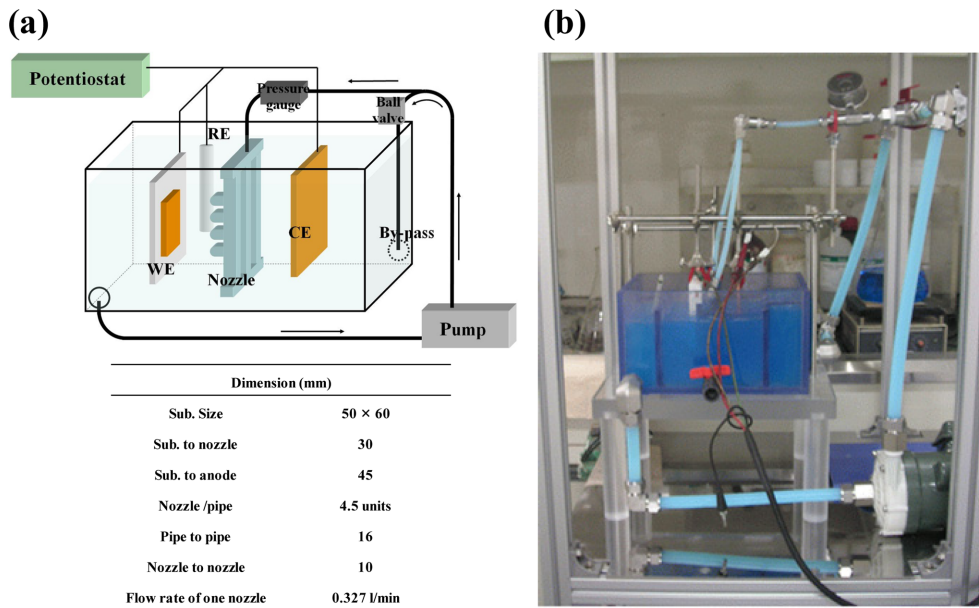 (a)
(b)
Potentiostat
Pressure
gauge
Ball
valve
RE
WE
Nozzle
CE
By-pass
Pump
Dimension (mm)
Sub. Size 50 × 60
Sub. to nozzle 30
Sub. to anode 45
Nozzle /pipe 4.5 units
Pipe to pipe 16
Nozzle to nozzle 10
Flow rate of one nozzle 0.327 l/min